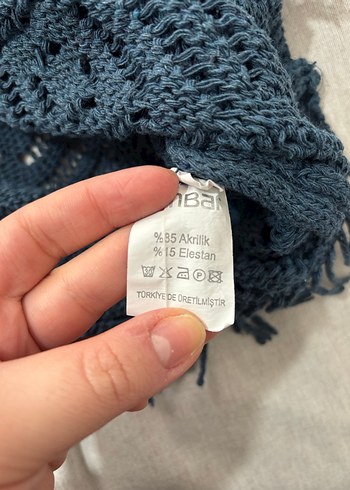 %85 Akrilik
%15 Elestan
TÜRKİYE'DE ÜRETİLMİŞTİR